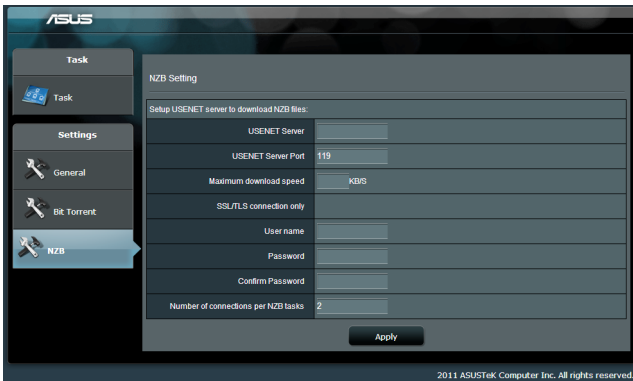 ASUS
Task
Task
Settings
General
Bit Torrent
NZB
NZB Setting
Setup USENET server to download NZB files:
USENET Server
USENET Server Port 119
Maximum download speed KB/S
SSL/TLS connection only
User name
Password
Confirm Password
Number of connections per NZB tasks 2
Apply
2011 ASUSTeK Computer Inc. All rights reserved.